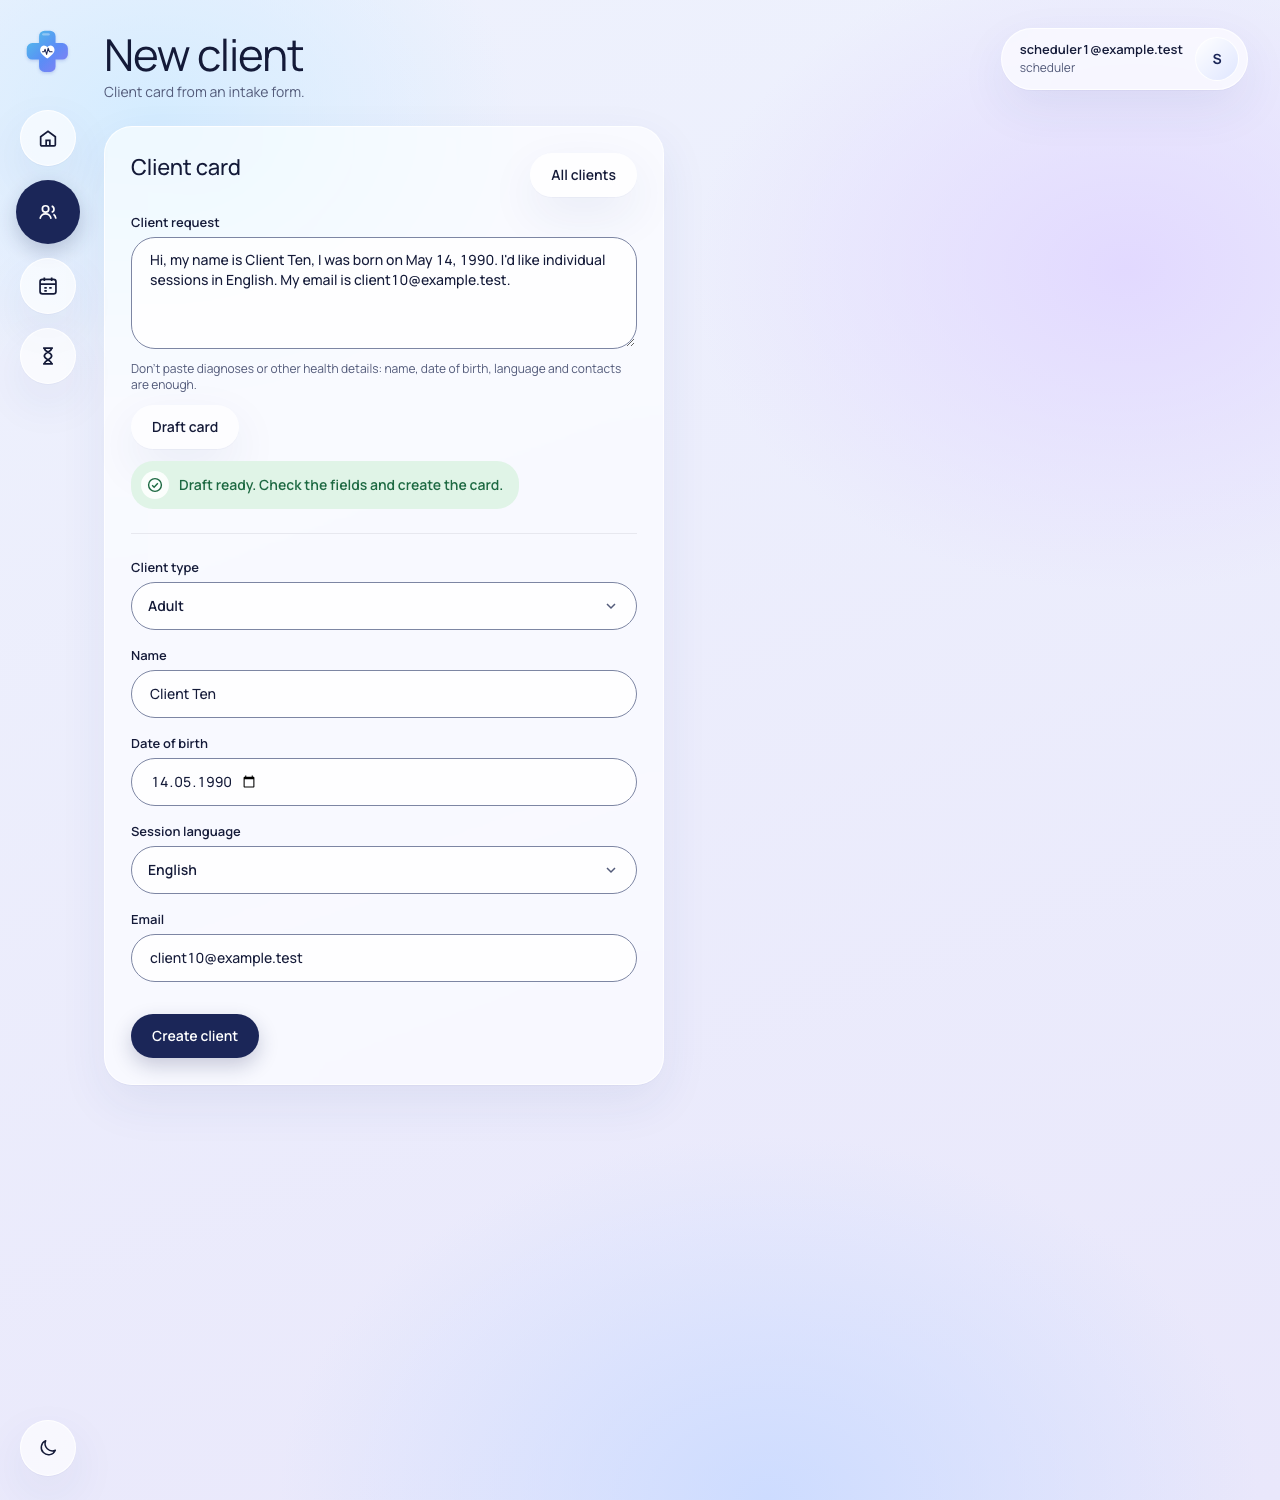 New client
Client card from an intake form.
scheduler1@example.test
scheduler
S
Client card
All clients
Client request
Hi, my name is Client Ten, I was born on May 14, 1990. I'd like individual
sessions in English. My email is client10@example.test.
Don't paste diagnoses or other health details: name, date of birth, language and contacts
are enough.
Draft card
Draft ready. Check the fields and create the card.
Client type
Adult
Name
Client Ten
Date of birth
14.05.1990
Session language
English
Email
client10@example.test
Create client